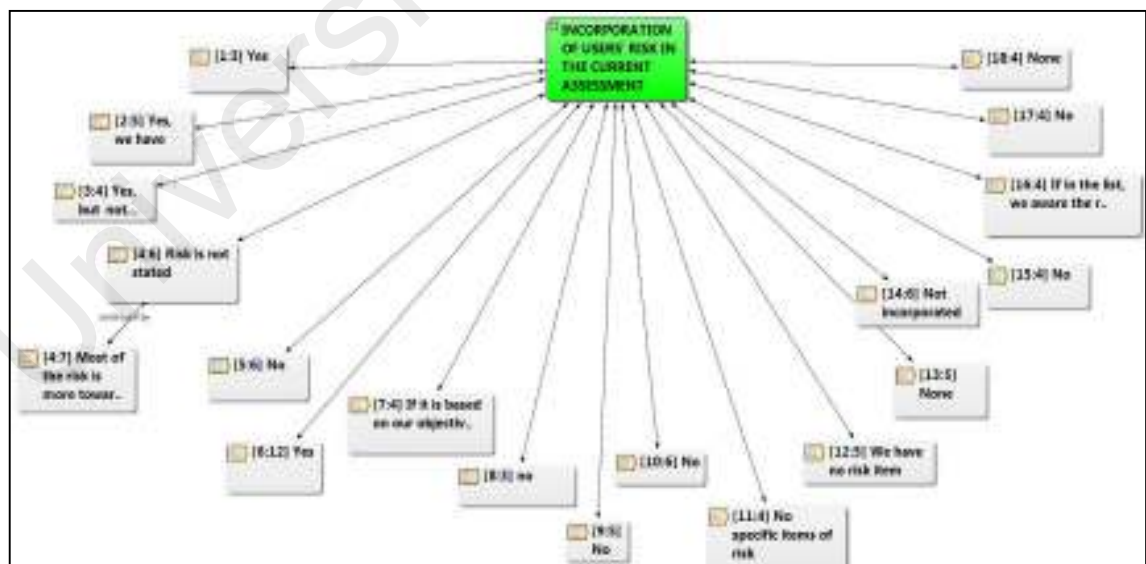 INCORPORATION
OF USERS' RISK IN
THE CURRENT
ASSESSMENT
[1:3] Yes
[2:5] Yes,
we have
[3:4] Yes,
but not..
[4:6] Risk is not
stated
[4:7] Most of
the risk is
more towar..
[5:6] No
[6:12] Yes
[7:4] If it is based
on our objectiv..
[8:3] no
[9:5]
No
[10:6] No
[11:4] No
specific items of
risk
[12:5] We have
no risk item
[13:5]
None
[14:6] Not
incorporated
[15:4] No
[16:4] If in the list,
we aware the r..
[17:4] No
[18:4] None
Universi